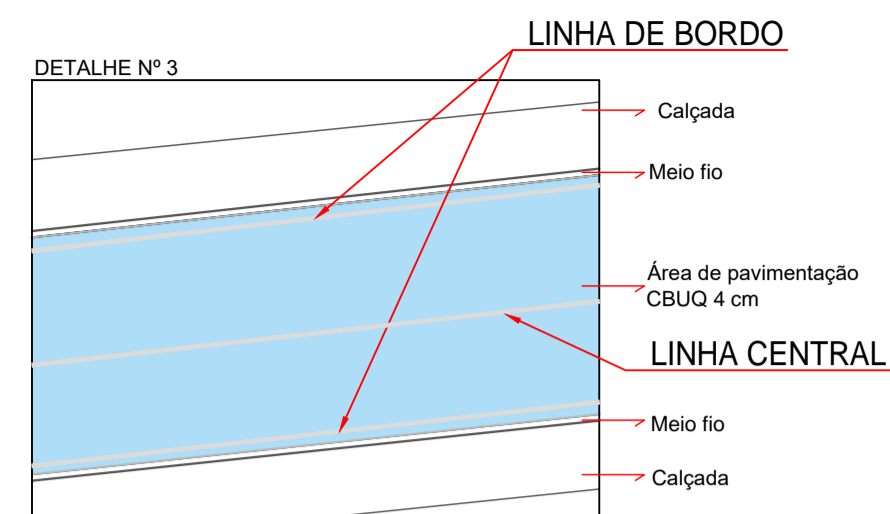 LINHA DE BORDO
DETALHE Nº 3
Calçada
Meio fio
Área de pavimentação
CBUQ 4 cm
LINHA CENTRAL
Meio fio
Calçada